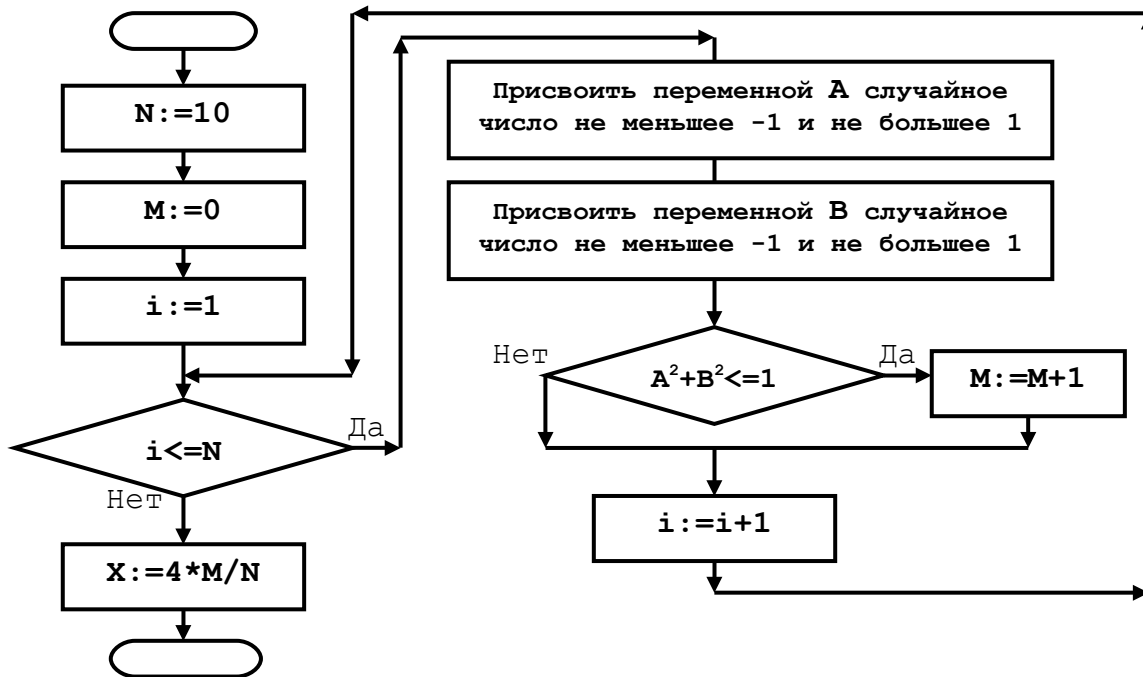 N:=10
M:=0
i:=1
i<=N
Да
Нет
X:=4*M/N
Присвоить переменной A случайное
число не меньшее -1 и не большее 1
Присвоить переменной B случайное
число не меньшее -1 и не большее 1
Нет
A²+B²<=1
Да
M:=M+1
i:=i+1